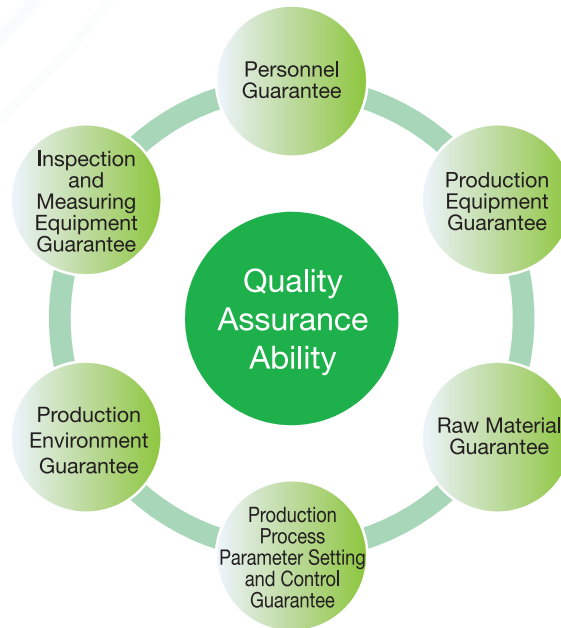 Personnel
Guarantee
Production
Equipment
Guarantee
Raw Material
Guarantee
Production
Process
Parameter Setting
and Control
Guarantee
Production
Environment
Guarantee
Inspection
and
Measuring
Equipment
Guarantee
Quality
Assurance
Ability